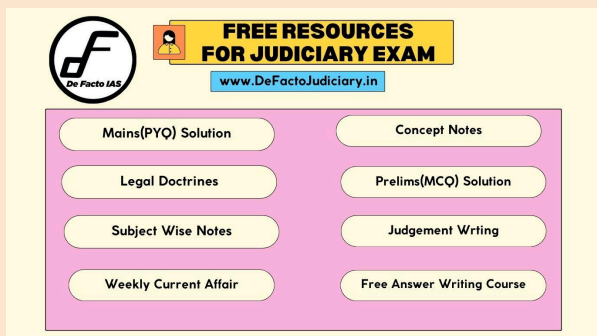 De Facto IAS
FREE RESOURCES
FOR JUDICIARY EXAM
www.DeFactoJudiciary.in
Mains(PYQ) Solution
Concept Notes
Legal Doctrines
Prelims(MCQ) Solution
Subject Wise Notes
Judgement Wrting
Weekly Current Affair
Free Answer Writing Course